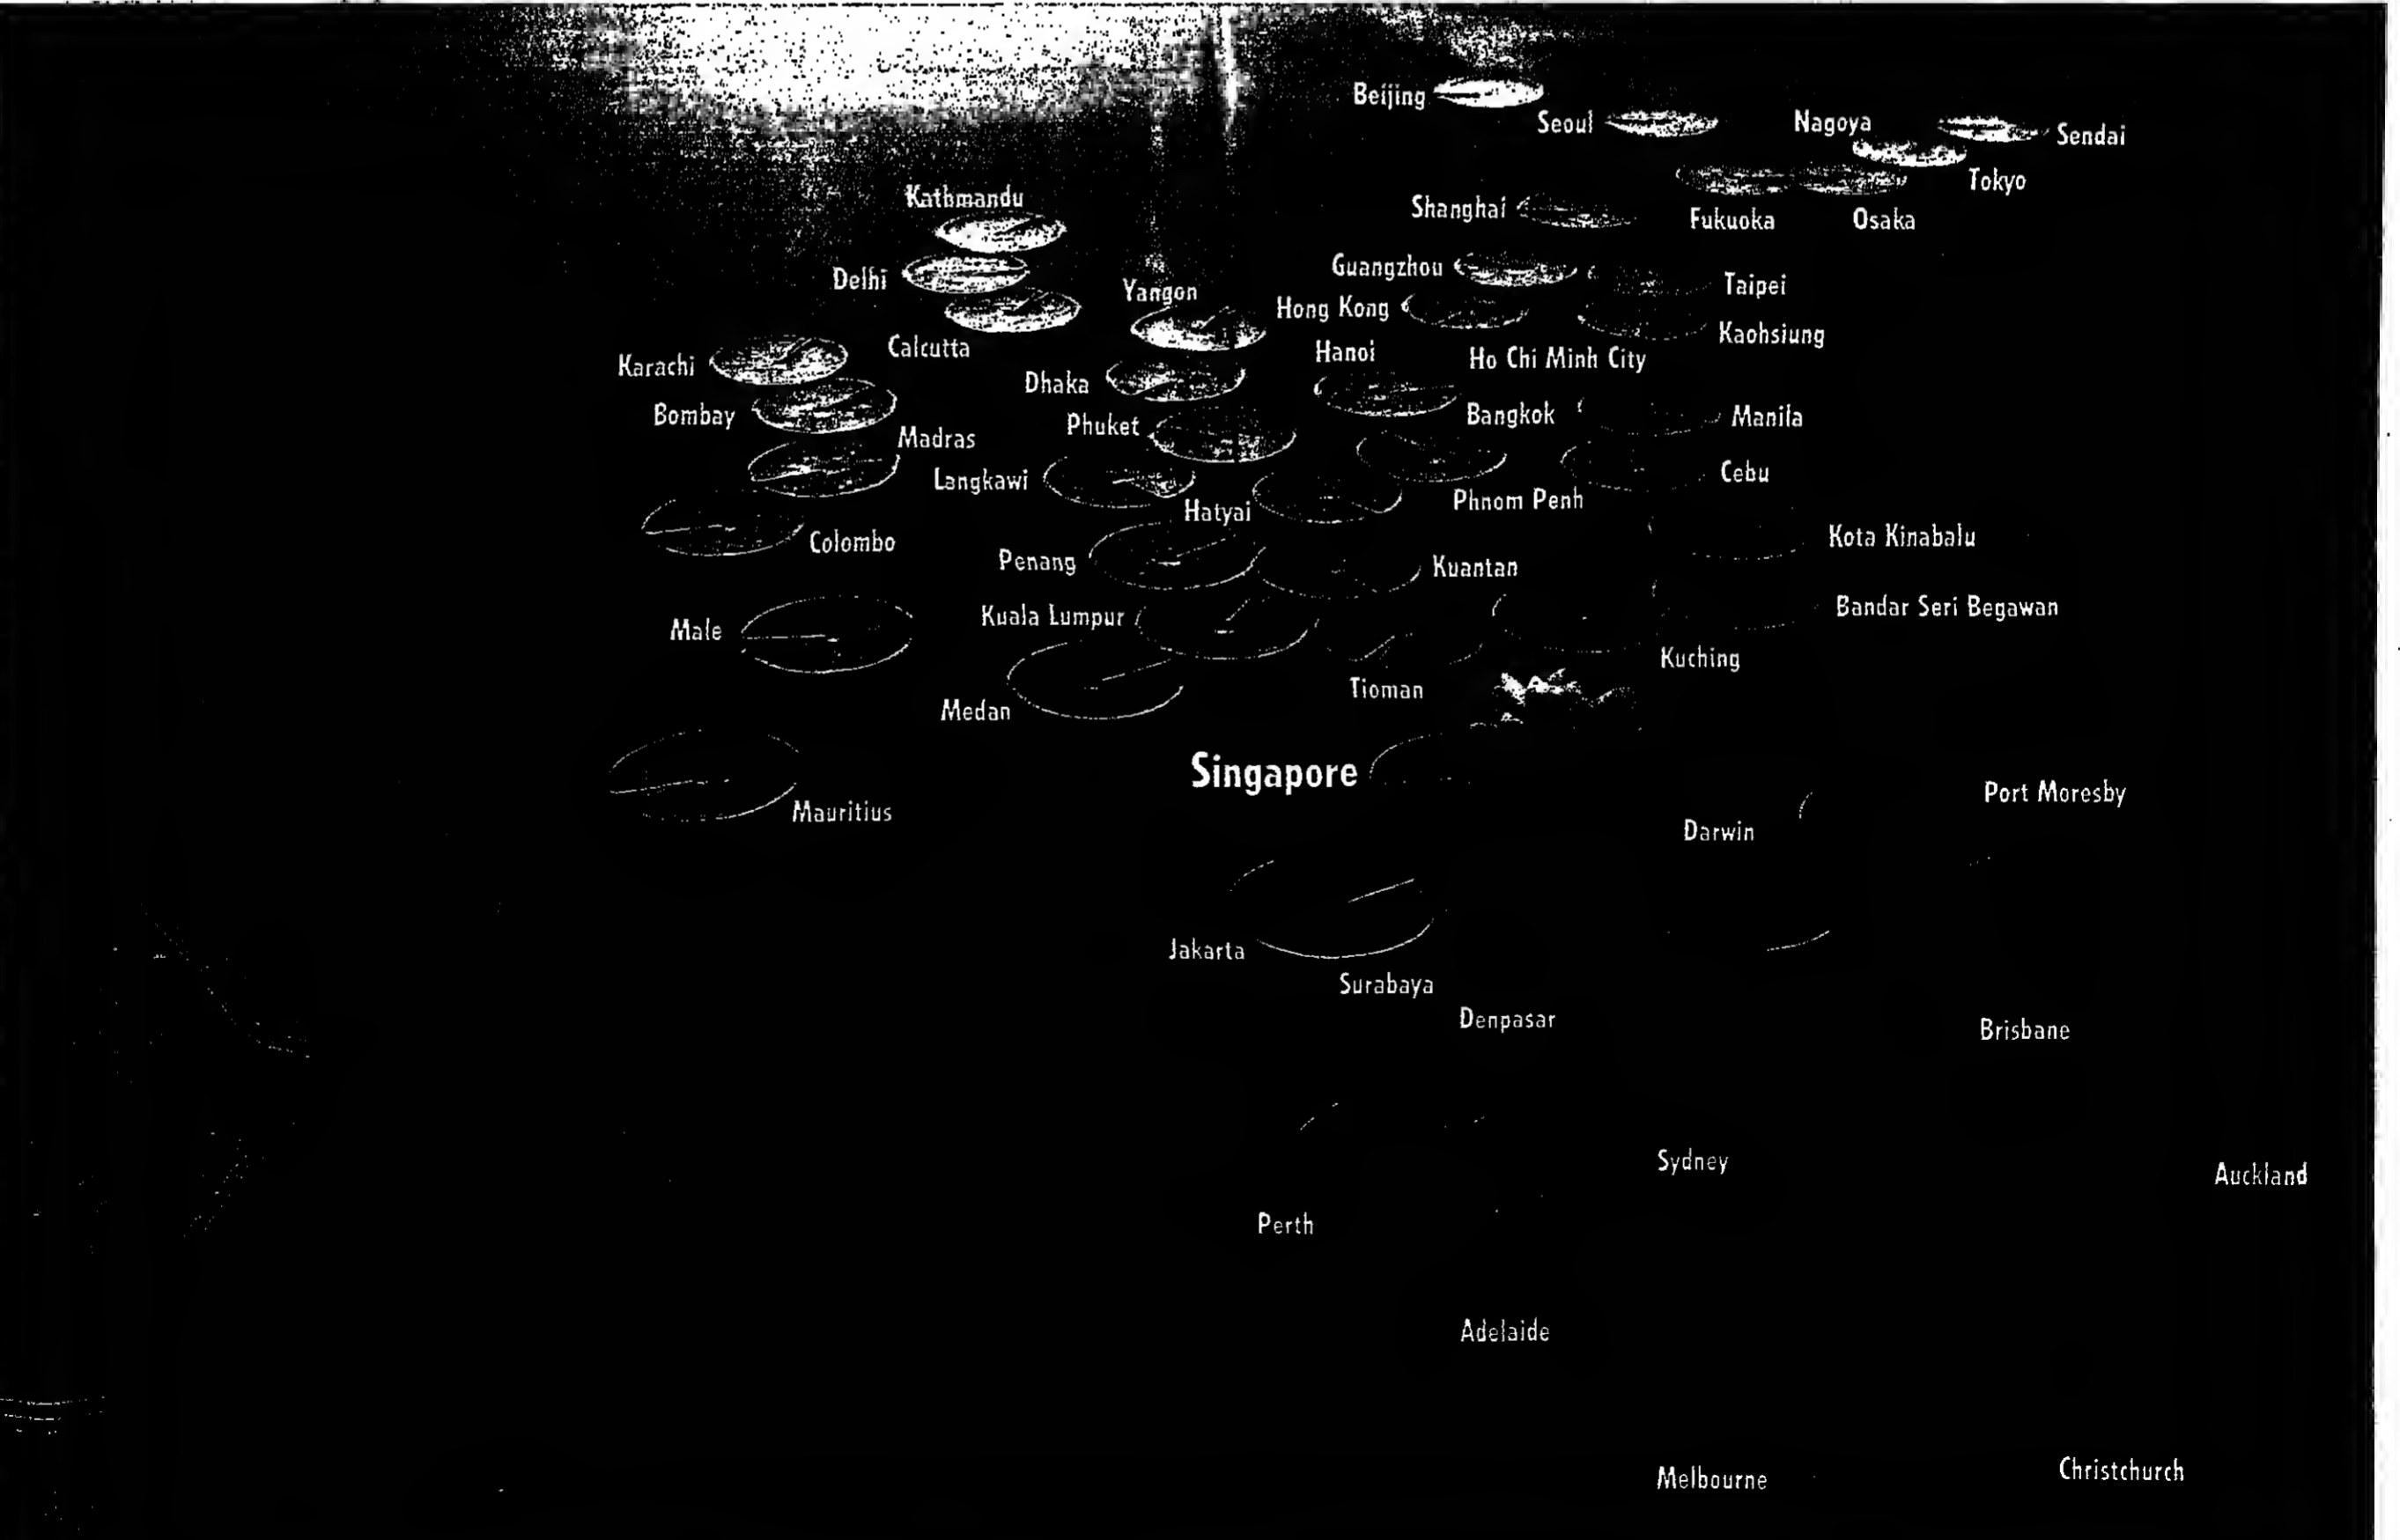 Beijing
Seoul
Nagoya
Sendai
Tokyo
Kathmandu
Shanghai
Fukuoka
Osaka
Delhi
Guangzhou
Taipei
Yangon
Hong Kong
Kaohsiung
Calcutta
Hanoi
Ho Chi Minh City
Karachi
Dhaka
Bombay
Phuket
Bangkok
Manila
Madras
Langkawi
Cebu
Hatyai
Phnom Penh
Colombo
Kota Kinabalu
Penang
Kuantan
Male
Kuala Lumpur
Bandar Seri Begawan
Kuching
Medan
Tioman
Singapore
Mauritius
Port Moresby
Darwin
Jakarta
Surabaya
Denpasar
Brisbane
Sydney
Auckland
Perth
Adelaide
Melbourne
Christchurch